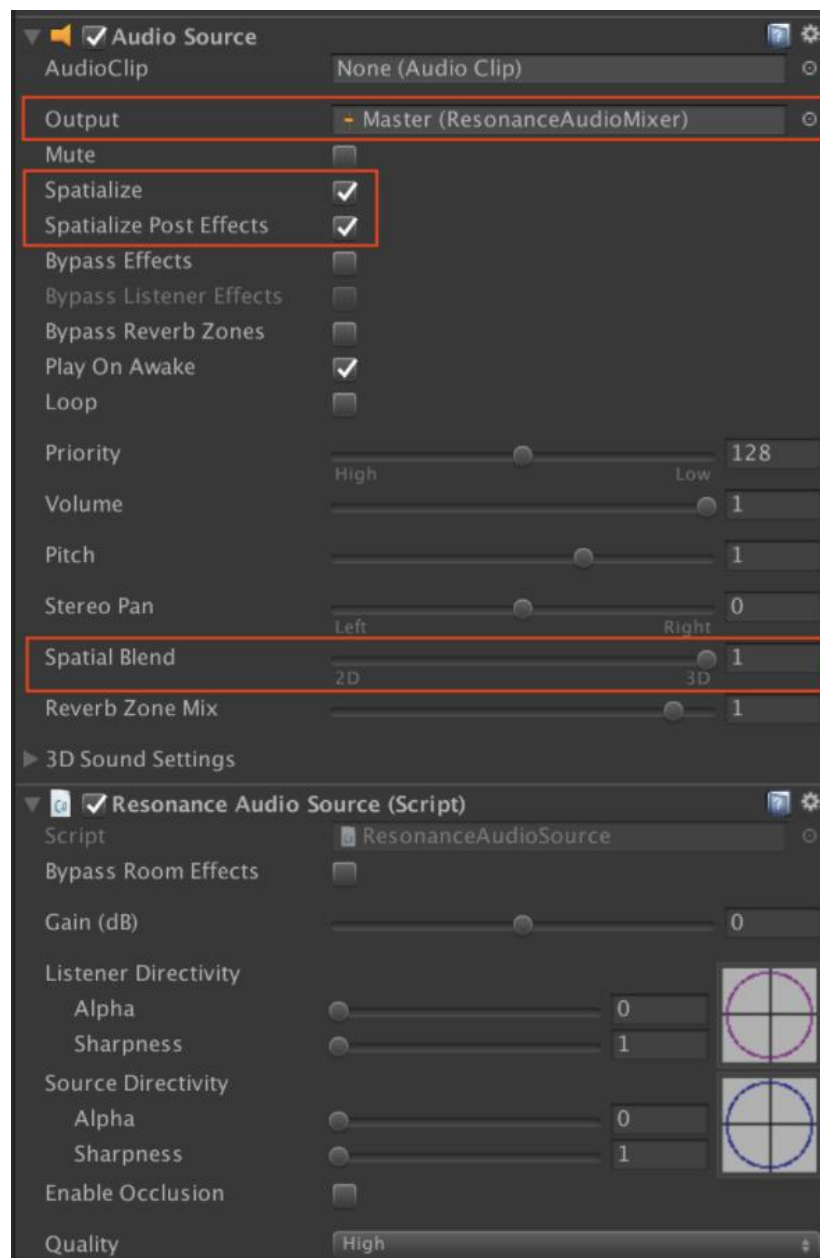 Audio Source
AudioClip None (Audio Clip)
Output Master (ResonanceAudioMixer)
Mute
Spatialize
Spatialize Post Effects
Bypass Effects
Bypass Listener Effects
Bypass Reverb Zones
Play On Awake
Loop
Priority 128
High Low
Volume 1
Pitch 1
Stereo Pan 0
Left Right
Spatial Blend 1
2D 3D
Reverb Zone Mix 1
3D Sound Settings
Resonance Audio Source (Script)
Script ResonanceAudioSource
Bypass Room Effects
Gain (dB) 0
Listener Directivity
Alpha 0
Sharpness 1
Source Directivity
Alpha 0
Sharpness 1
Enable Occlusion
Quality High